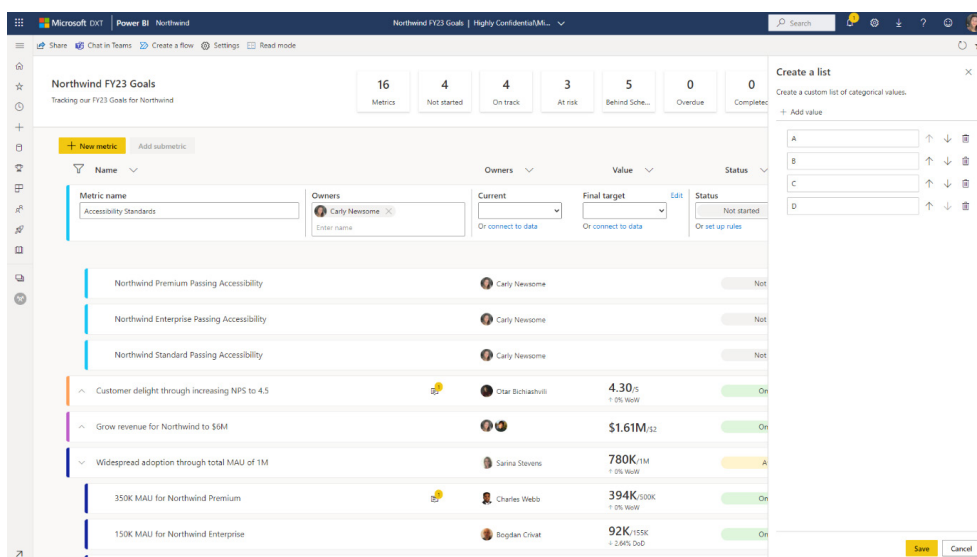 Microsoft DXT Power BI Northwind
Northwind FY23 Goals | Highly Confidential\Mi...
Search
1
?
Share Chat in Teams Create a flow Settings Read mode
Northwind FY23 Goals
Tracking our FY23 Goals for Northwind
16 4 4 3 5 0 0
Metrics Not started On track At risk Behind Sche... Overdue Completed
+ New metric Add submetric
Name Owners Value Status
Metric name Owners Current Final target Edit Status
Accessibility Standards Carly Newsome Not started
Enter name Or connect to data Or connect to data Or set up rules
Northwind Premium Passing Accessibility Carly Newsome Not
Northwind Enterprise Passing Accessibility Carly Newsome Not
Northwind Standard Passing Accessibility Carly Newsome Not
Customer delight through increasing NPS to 4.5 1 Otar Bichiashvili 4.30/5 On
↑ 0% WoW
Grow revenue for Northwind to $6M $1.61M/$2 On
Widespread adoption through total MAU of 1M Sarina Stevens 780K/1M A
↑ 0% WoW
350K MAU for Northwind Premium 1 Charles Webb 394K/500K On
↑ 0% WoW
150K MAU for Northwind Enterprise Bogdan Crivat 92K/155K On
↓ 2.64% DoD
Create a list
Create a custom list of categorical values.
+ Add value
A
B
C
D
Save Cancel